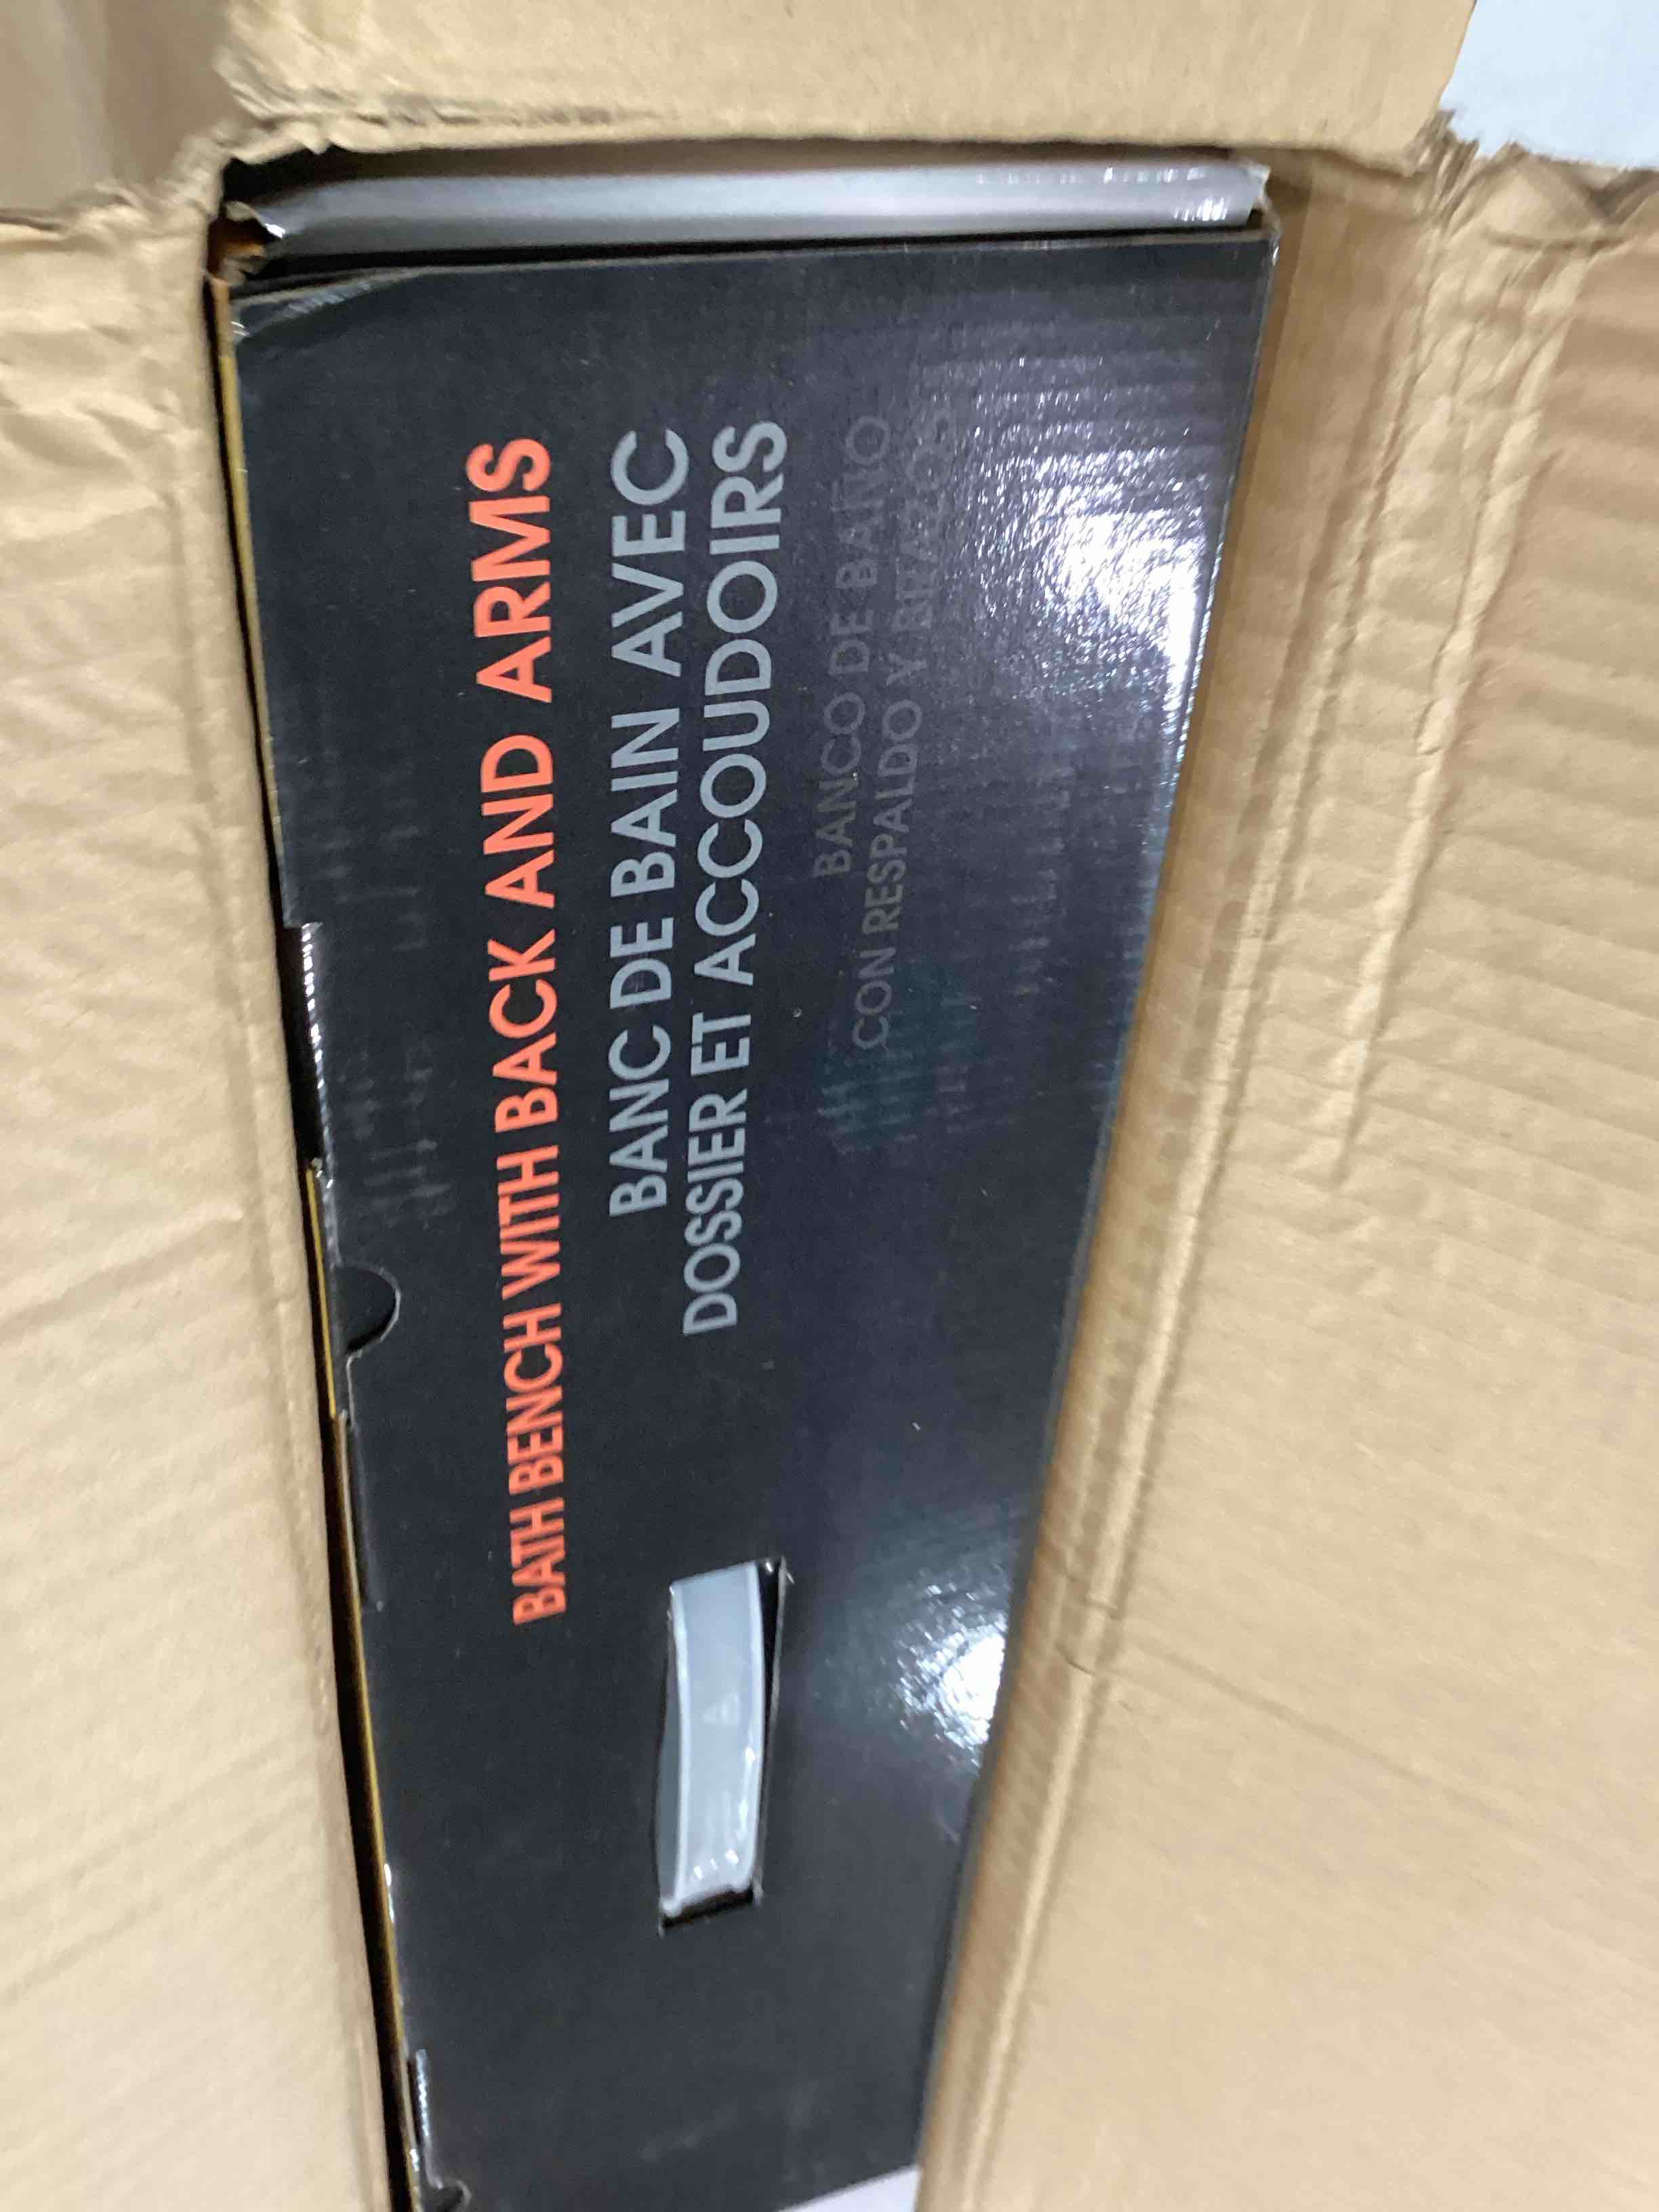 BATH BENCH WITH BACK AND ARMS
BANC DE BAIN AVEC
DOSSIER ET ACCOUDOIRS
BANCO DE BAÑO
CON RESPALDO Y BRAZOS